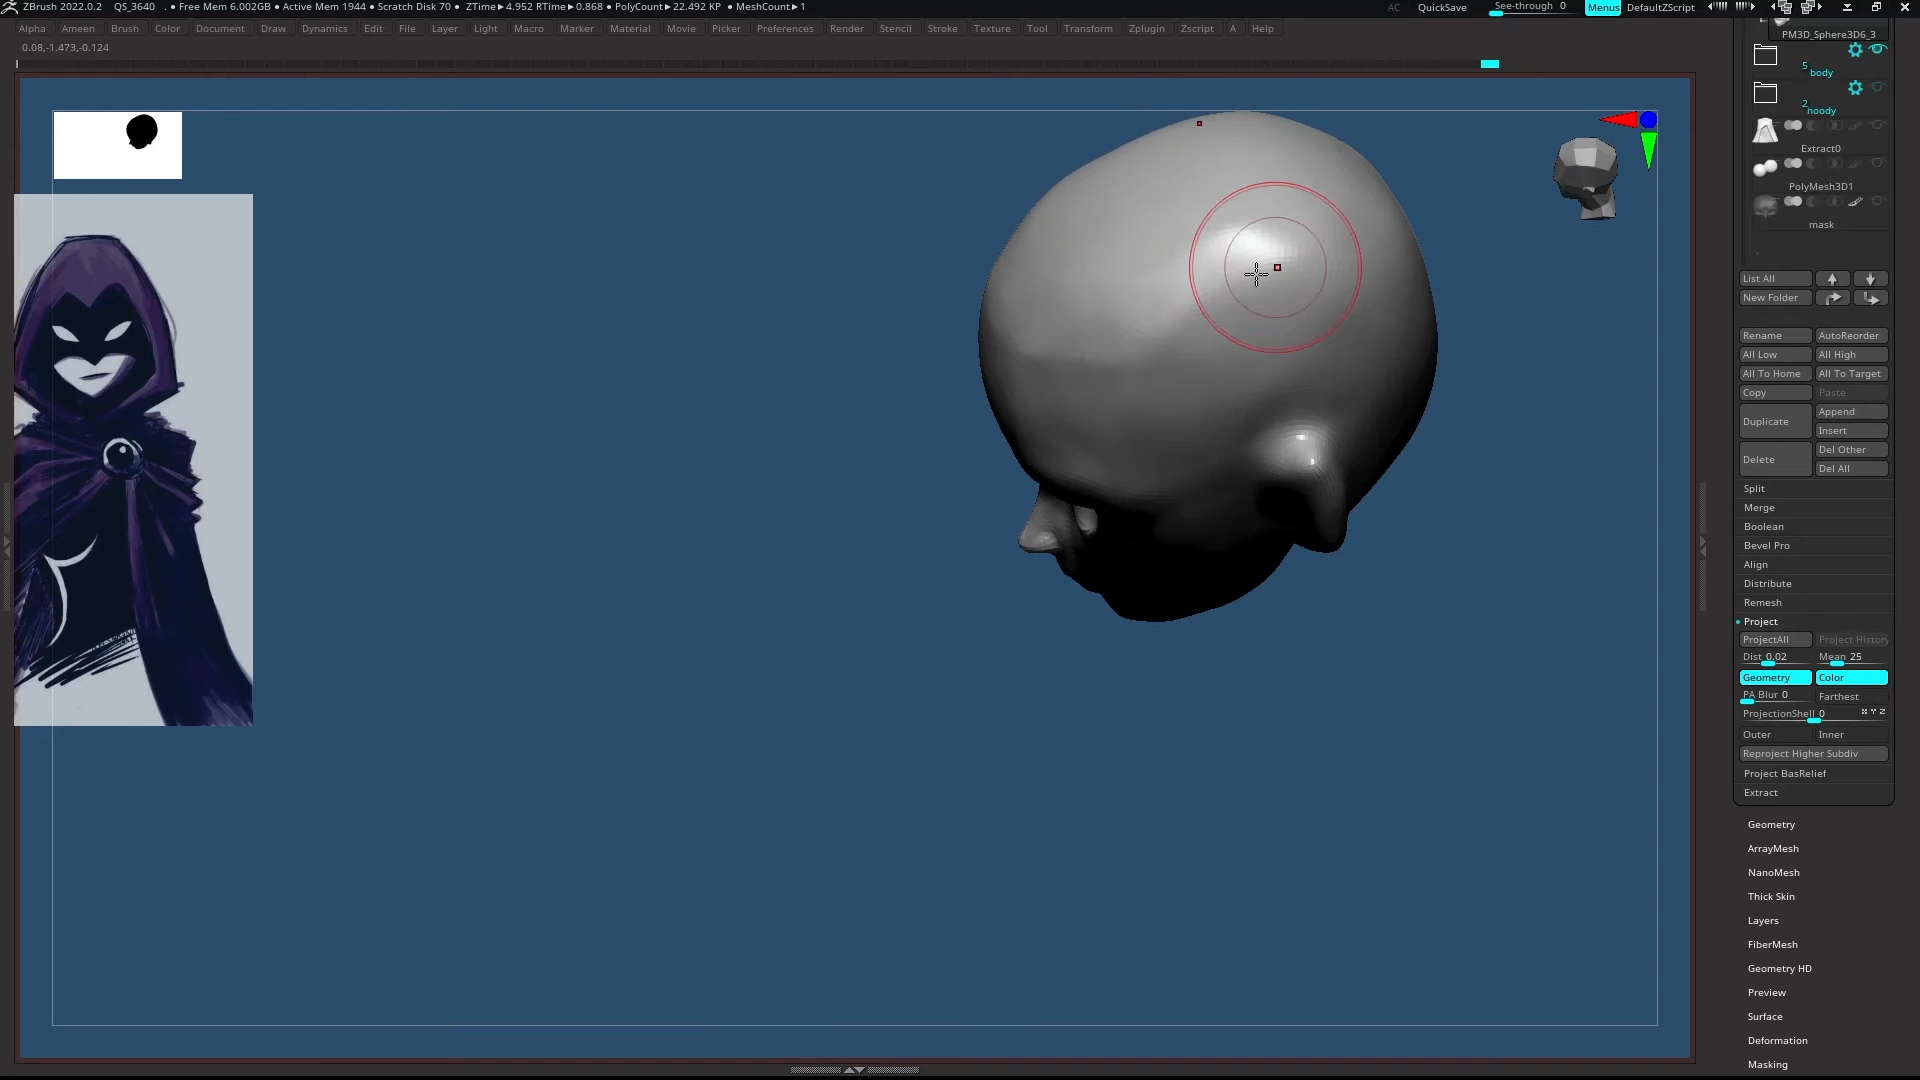 ZBrush 2022.0.2 QS_3640 . • Free Mem 6.002GB • Active Mem 1944 • Scratch Disk 70 • ZTime▸4.952 RTime▸0.868 • PolyCount▸22.492 KP • MeshCount▸1 AC QuickSave See-through 0 Menus DefaultZScript
Alpha Ameen Brush Color Document Draw Dynamics Edit File Layer Light Macro Marker Material Movie Picker Preferences Render Stencil Stroke Texture Tool Transform Zplugin Zscript A Help
0.08,-1.473,-0.124
PM3D_Sphere3D6_3
5
body
2
hoody
Extract0
PolyMesh3D1
mask
List All
New Folder
Rename AutoReorder
All Low All High
All To Home All To Target
Copy Paste
Duplicate Append
Insert
Delete Del Other
Del All
Split
Merge
Boolean
Bevel Pro
Align
Distribute
Remesh
Project
ProjectAll Project History
Dist 0.02 Mean 25
Geometry Color
PA Blur 0 Farthest
ProjectionShell 0 X Y Z
Outer Inner
Reproject Higher Subdiv
Project BasRelief
Extract
Geometry
ArrayMesh
NanoMesh
Thick Skin
Layers
FiberMesh
Geometry HD
Preview
Surface
Deformation
Masking